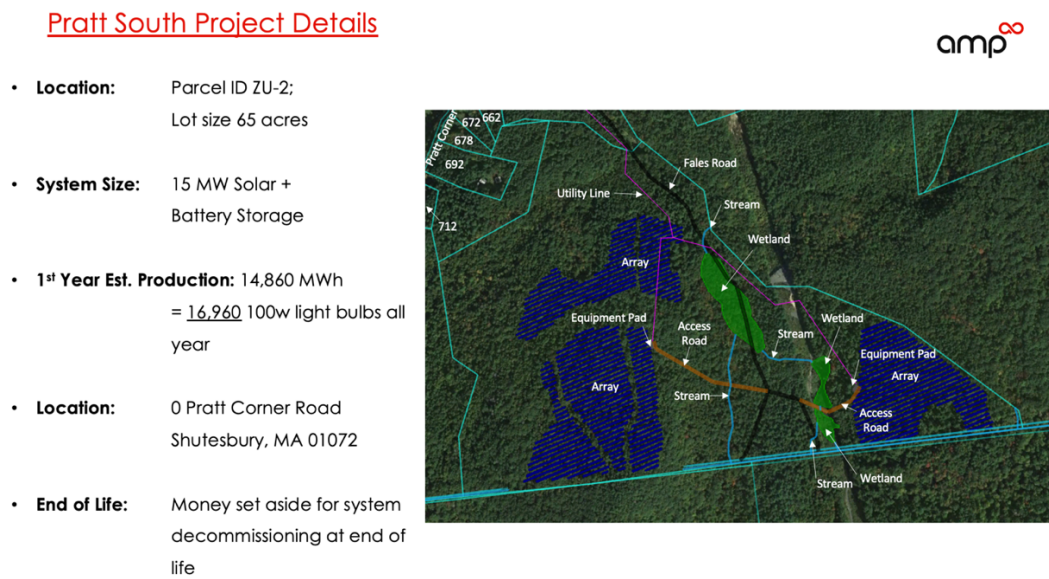 Pratt South Project Details
amp
• Location: Parcel ID ZU-2;
Lot size 65 acres
• System Size: 15 MW Solar +
Battery Storage
• 1st Year Est. Production: 14,860 MWh
= 16,960 100w light bulbs all
year
• Location: 0 Pratt Corner Road
Shutesbury, MA 01072
• End of Life: Money set aside for system
decommissioning at end of
life
Pratt Corner
672
662
678
692
712
Fales Road
Utility Line
Stream
Wetland
Array
Equipment Pad
Access
Road
Stream
Wetland
Equipment Pad
Array
Array
Stream
Access
Road
Stream
Wetland